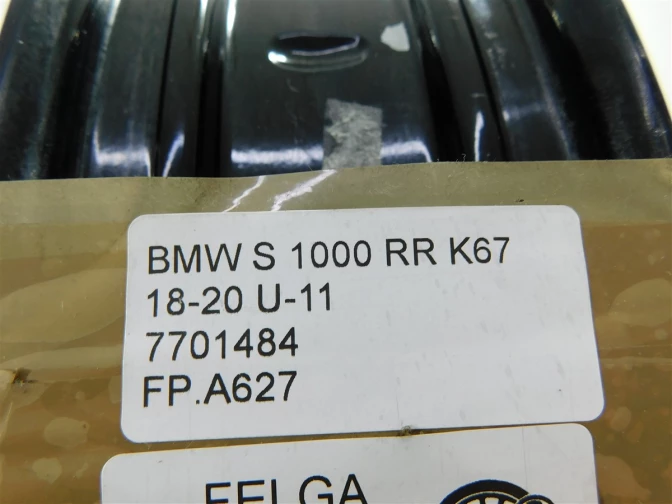 BMW S 1000 RR K67
18-20 U-11
7701484
FP.A627
FELGA